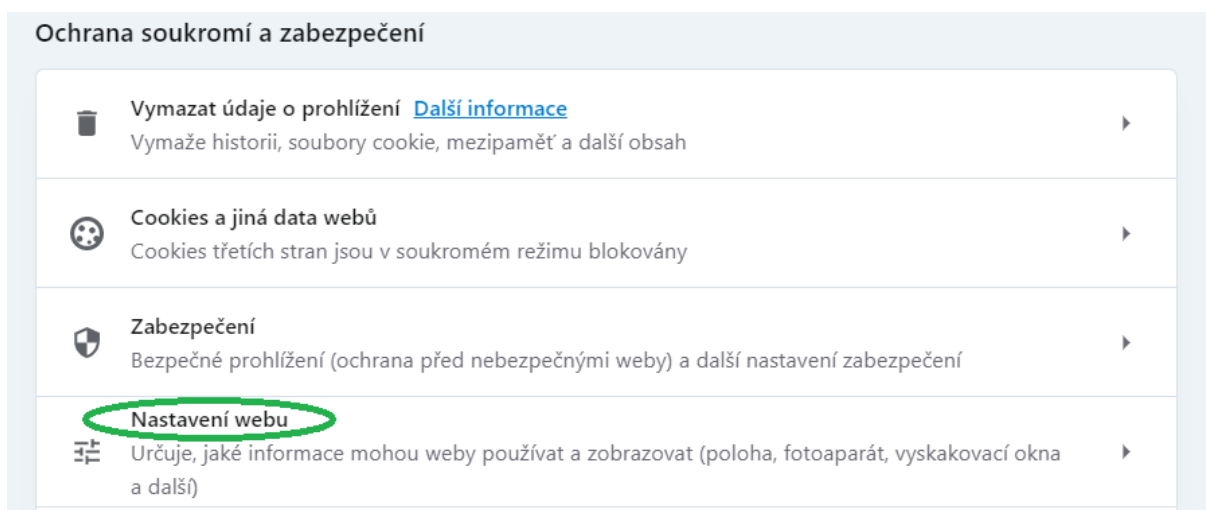 Ochrana soukromí a zabezpečení
Vymazat údaje o prohlížení Další informace
Vymaže historii, soubory cookie, mezipaměť a další obsah
Cookies a jiná data webů
Cookies třetích stran jsou v soukromém režimu blokovány
Zabezpečení
Bezpečné prohlížení (ochrana před nebezpečnými weby) a další nastavení zabezpečení
Nastavení webu
Určuje, jaké informace mohou weby používat a zobrazovat (poloha, fotoaparát, vyskakovací okna
a další)